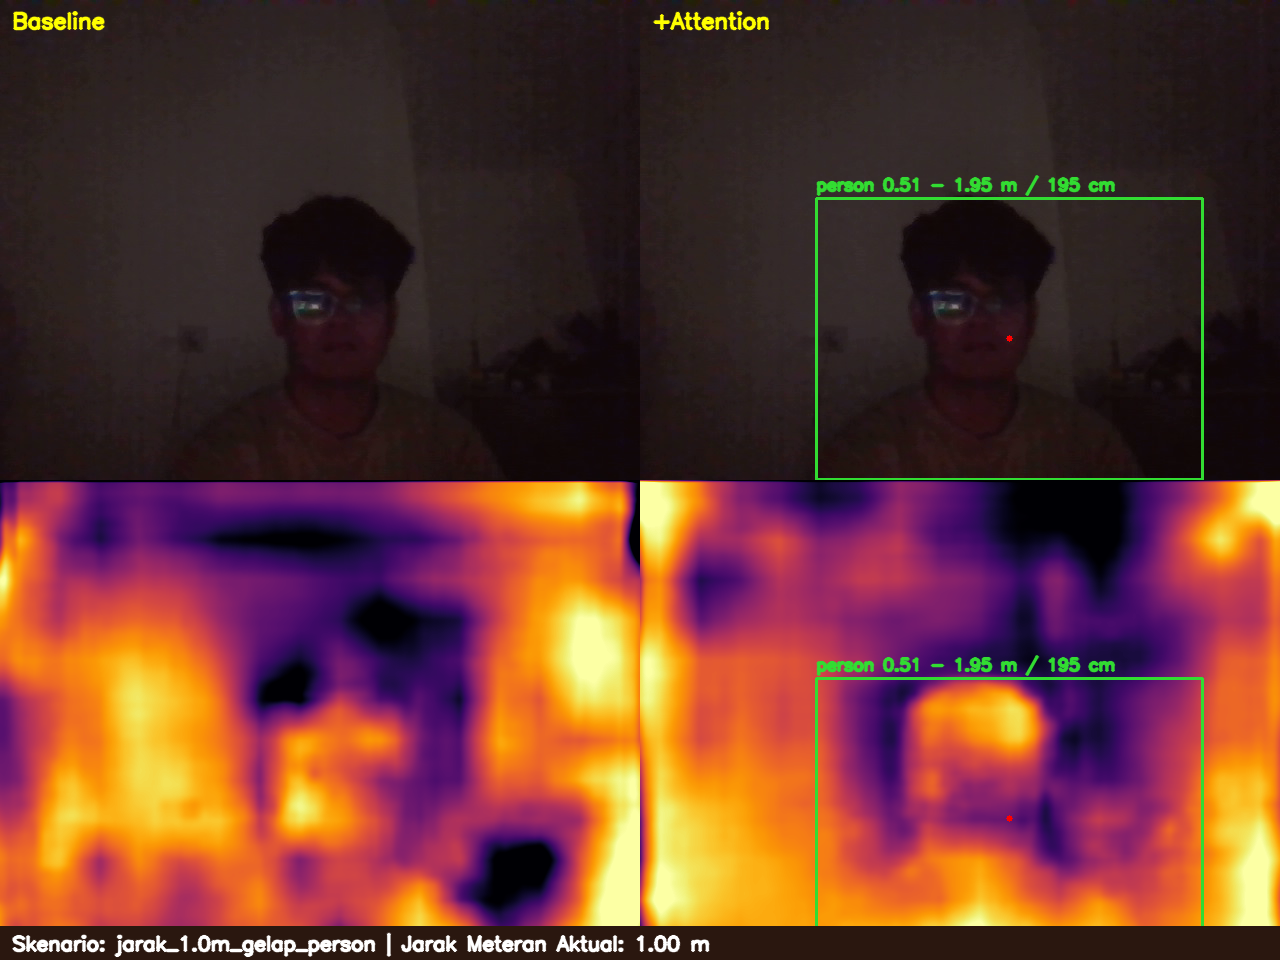 Baseline
+Attention
person 0.51 - 1.95 m / 195 cm
person 0.51 - 1.95 m / 195 cm
Skenario: jarak_1.0m_gelap_person | Jarak Meteran Aktual: 1.00 m